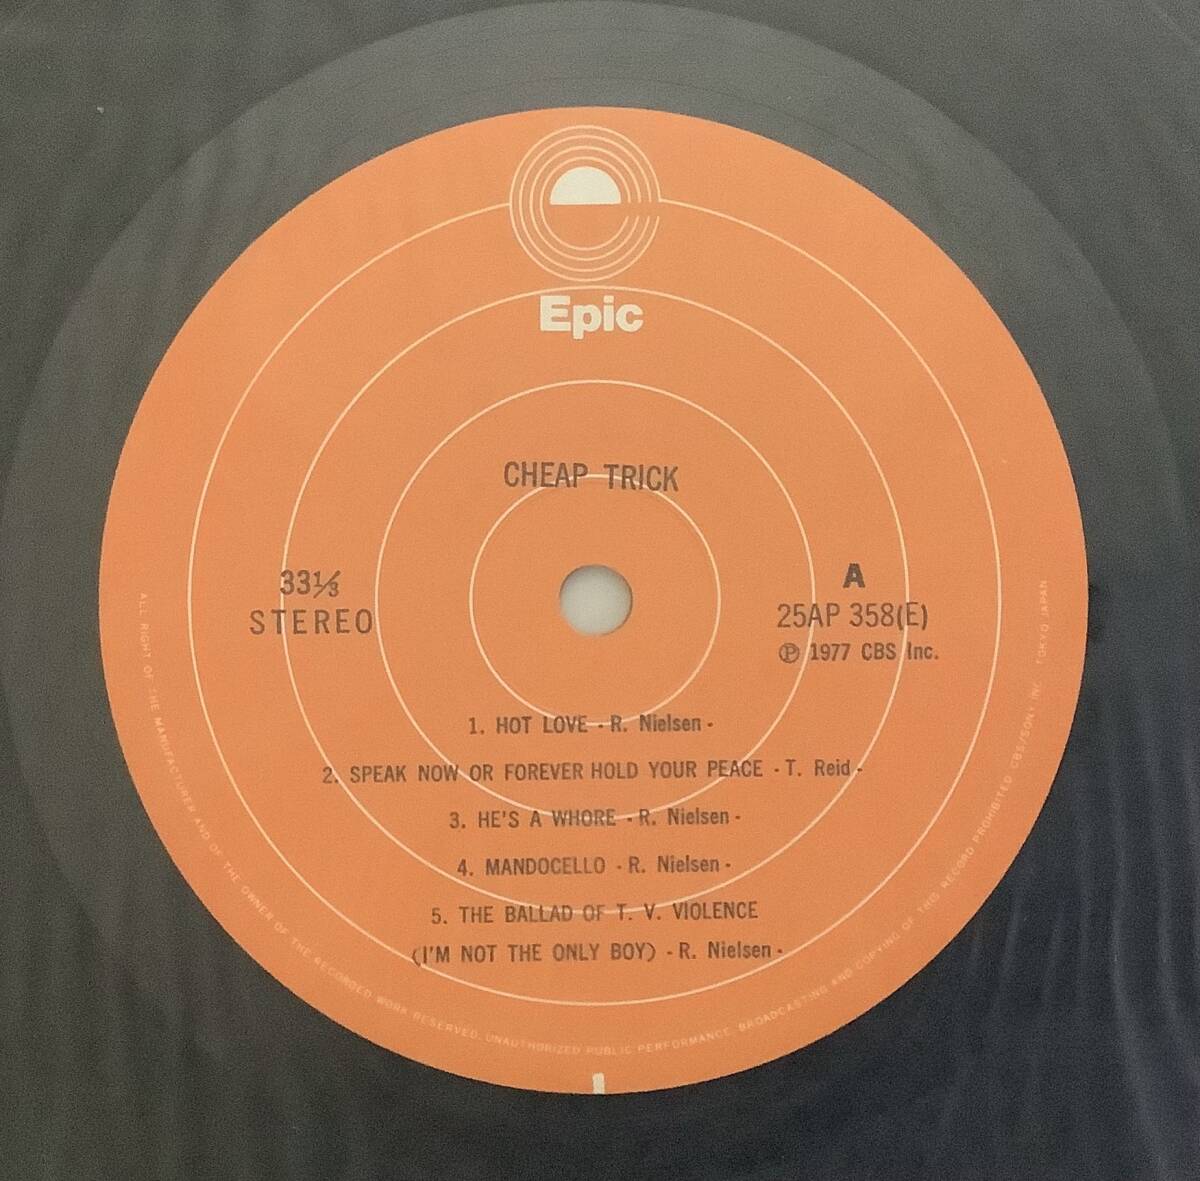 Epic
CHEAP TRICK
33⅓
STEREO
A
25AP 358(E)
℗ 1977 CBS Inc.
1. HOT LOVE - R. Nielsen -
2. SPEAK NOW OR FOREVER HOLD YOUR PEACE - T. Reid -
3. HE'S A WHORE - R. Nielsen -
4. MANDOCELLO - R. Nielsen -
5. THE BALLAD OF T. V. VIOLENCE
(I'M NOT THE ONLY BOY) - R. Nielsen -
ALL RIGHT OF THE MANUFACTURER AND OF THE OWNER OF THE RECORDED WORK RESERVED. UNAUTHORIZED PUBLIC PERFORMANCE, BROADCASTING AND COPYING OF THIS RECORD PROHIBITED CBS/SONY INC. TOKYO JAPAN